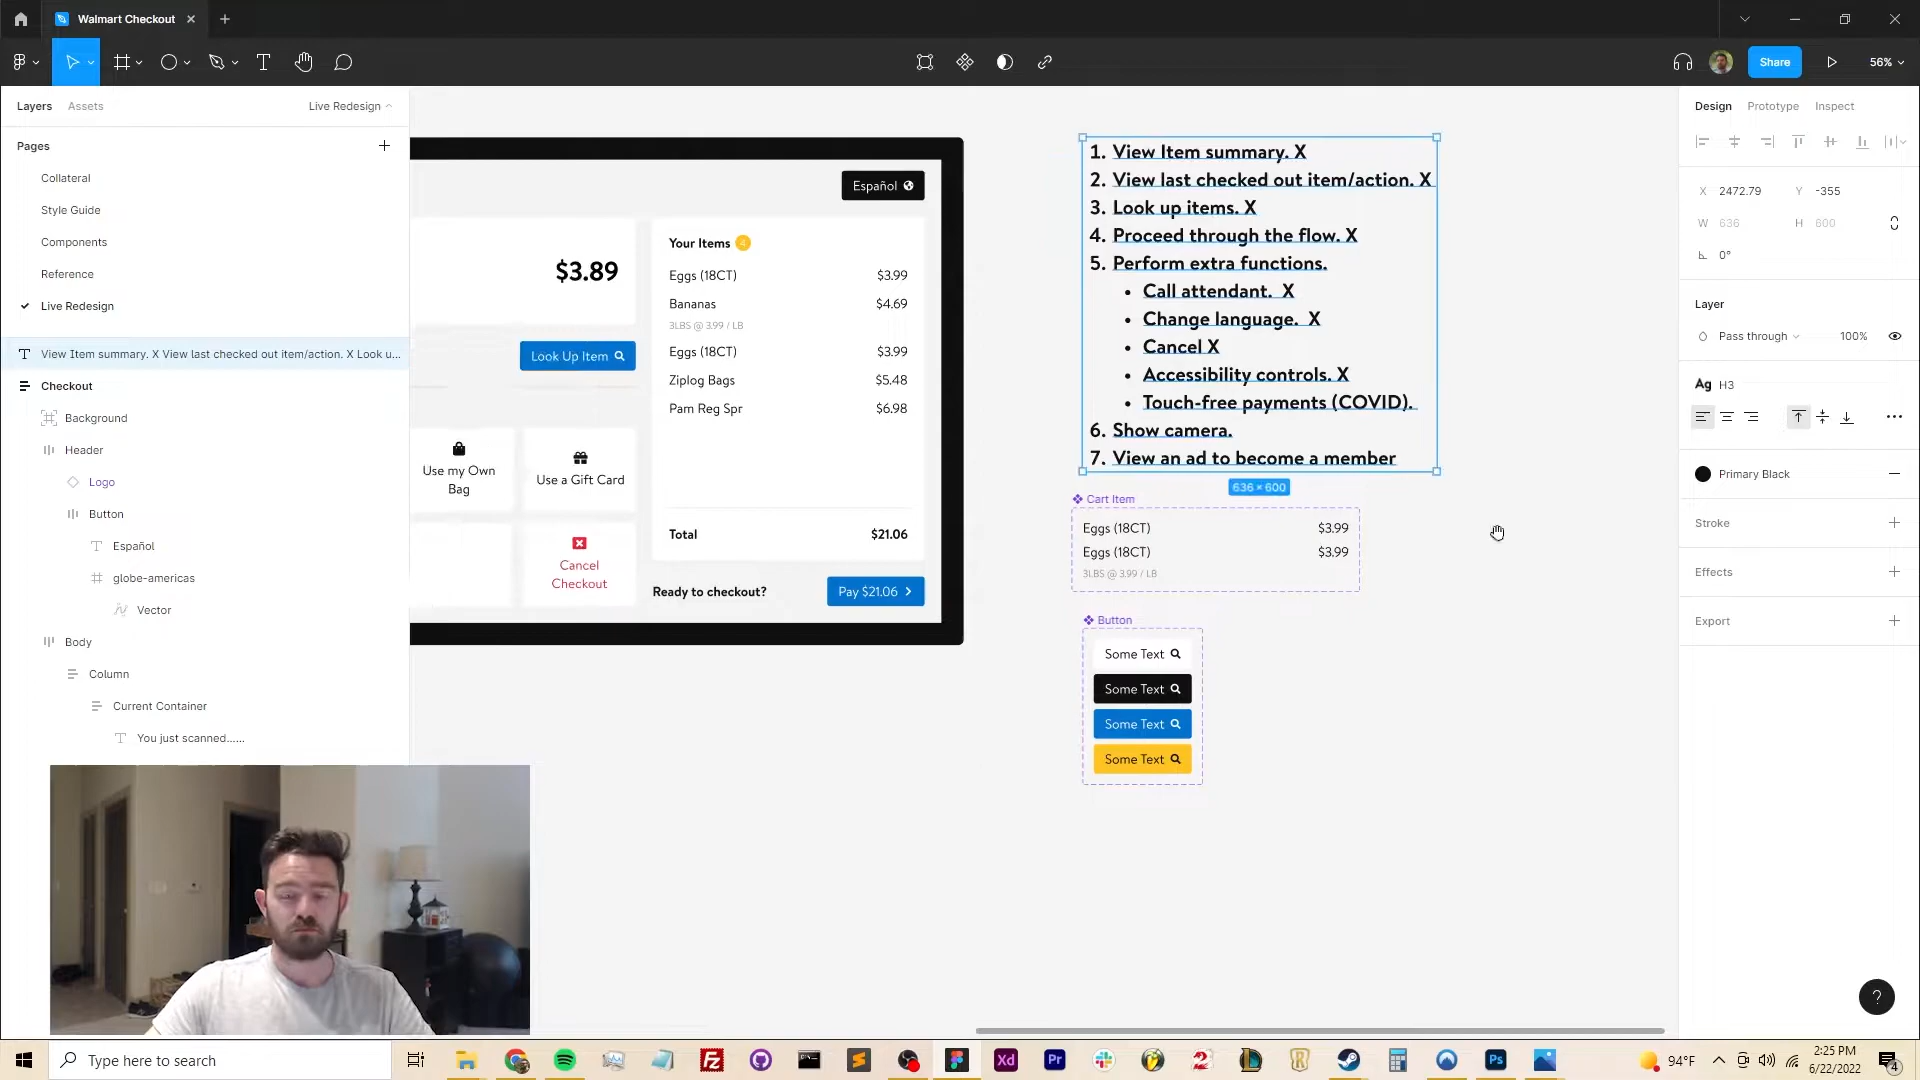 Walmart Checkout
Share
56%
Layers
Assets
Live Redesign
Pages
Collateral
Style Guide
Components
Reference
Live Redesign
View Item summary. X View last checked out item/action. X Look u...
Checkout
Background
Header
Logo
Button
Español
globe-americas
Vector
Body
Column
Current Container
You just scanned......
Español
$3.89
Look Up Item
Use my Own
Bag
Use a Gift Card
Cancel
Checkout
Your Items 4
Eggs (18CT) $3.99
Bananas $4.69
3LBS @ 3.99 / LB
Eggs (18CT) $3.99
Ziplog Bags $5.48
Pam Reg Spr $6.98
Total $21.06
Ready to checkout?
Pay $21.06
1. View Item summary. X
2. View last checked out item/action. X
3. Look up items. X
4. Proceed through the flow. X
5. Perform extra functions.
• Call attendant. X
• Change language. X
• Cancel X
• Accessibility controls. X
• Touch-free payments (COVID).
6. Show camera.
7. View an ad to become a member
636 × 600
Cart Item
Eggs (18CT) $3.99
Eggs (18CT) $3.99
3LBS @ 3.99 / LB
Button
Some Text
Some Text
Some Text
Some Text
Design
Prototype
Inspect
X 2472.79 Y -355
W 636 H 600
0°
Layer
Pass through 100%
Ag H3
Primary Black
Stroke
Effects
Export
?
Type here to search
Xd
Pr
Ps
94°F
2:25 PM
6/22/2022
4